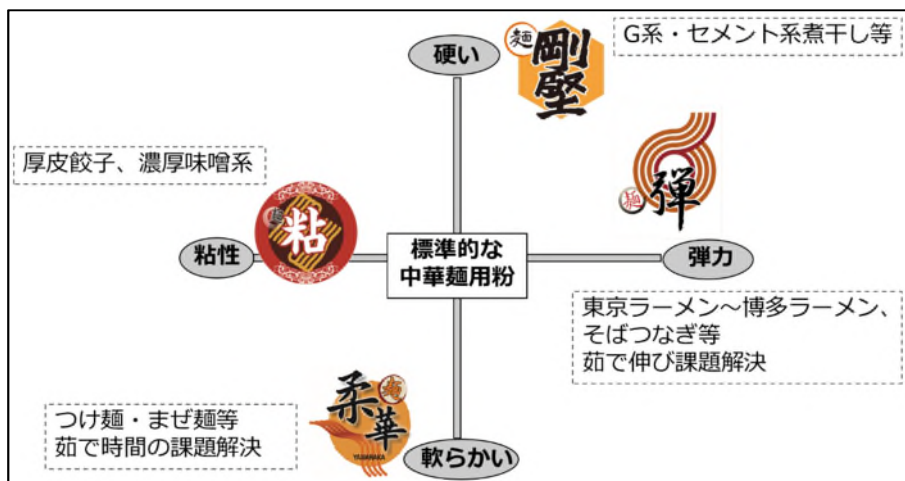 硬い
麺
剛堅
G系・セメント系煮干し等
厚皮餃子、濃厚味噌系
麺
弾
麺
粘
粘性
標準的な
中華麺用粉
弾力
東京ラーメン～博多ラーメン、
そばつなぎ等
茹で伸び課題解決
つけ麺・まぜ麺等
茹で時間の課題解決
麺
柔華
YAMANAKA
軟らかい